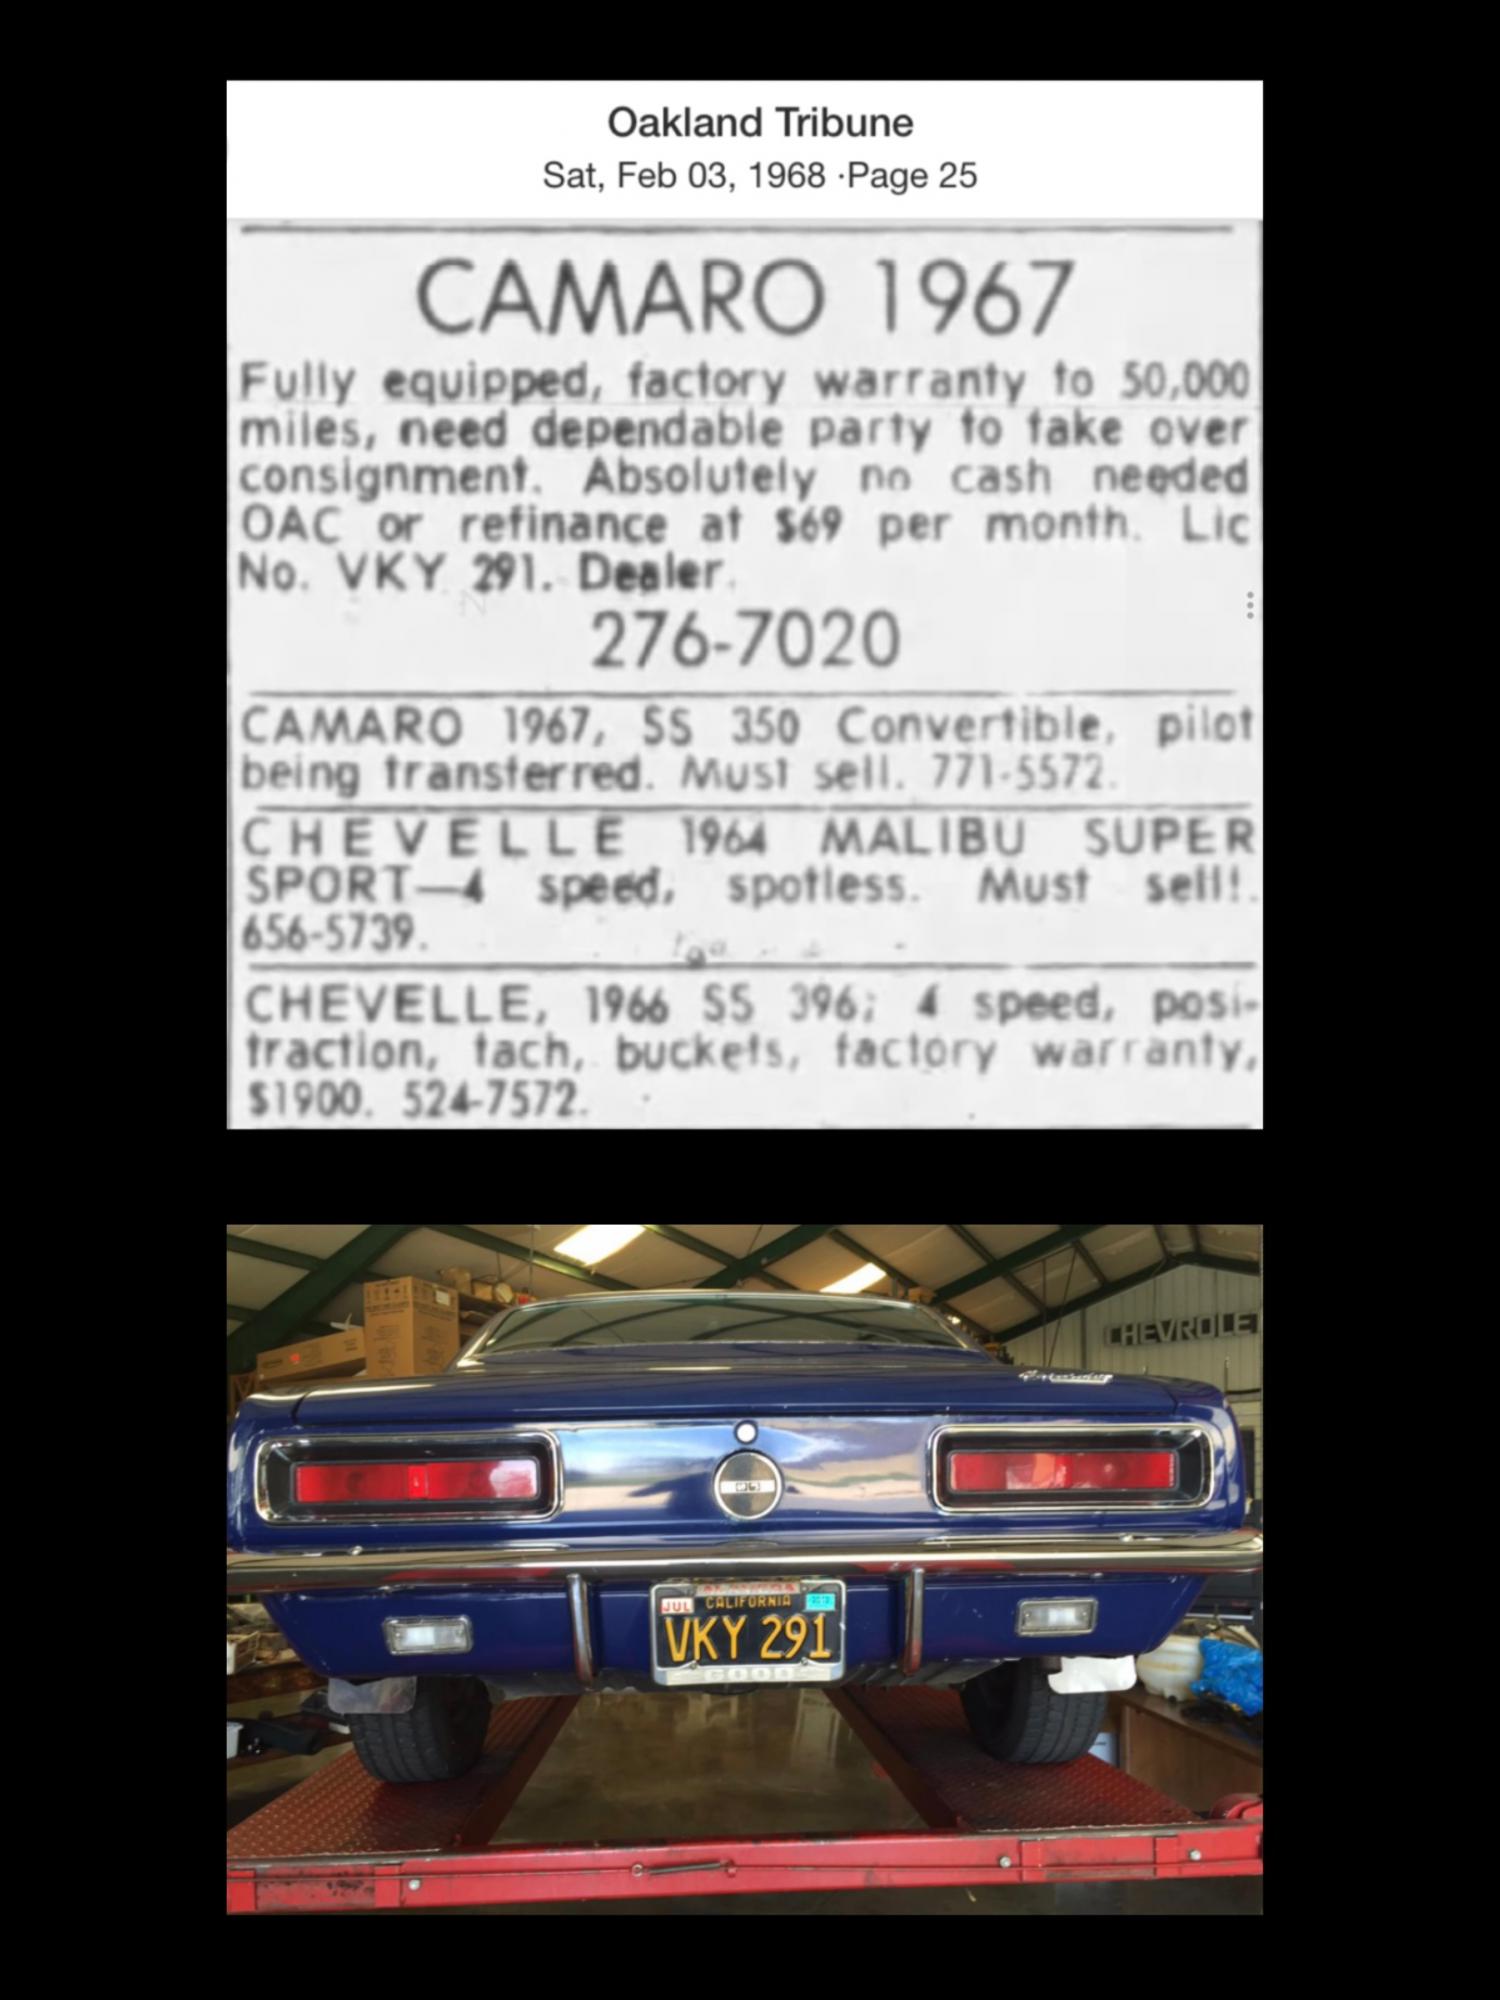 Oakland Tribune
Sat, Feb 03, 1968 ·Page 25
CAMARO 1967
Fully equipped, factory warranty to 50,000
miles, need dependable party to take over
consignment. Absolutely no cash needed
OAC or refinance at $69 per month. Lic
No. VKY 291. Dealer.
276-7020
CAMARO 1967, SS 350 Convertible, pilot
being transferred. Must sell. 771-5572.
CHEVELLE 1964 MALIBU SUPER
SPORT—4 speed, spotless. Must sell!.
656-5739.
CHEVELLE, 1966 SS 396; 4 speed, posi-
traction, tach, buckets, factory warranty,
$1900. 524-7572.
CHEVROLET
JUL
CALIFORNIA
VKY 291